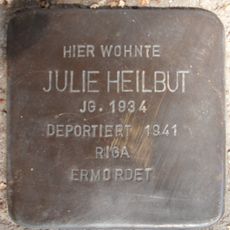 HIER WOHNTE
JULIE HEILBUT
JG. 1934
DEPORTIERT 1941
RIGA
ERMORDET